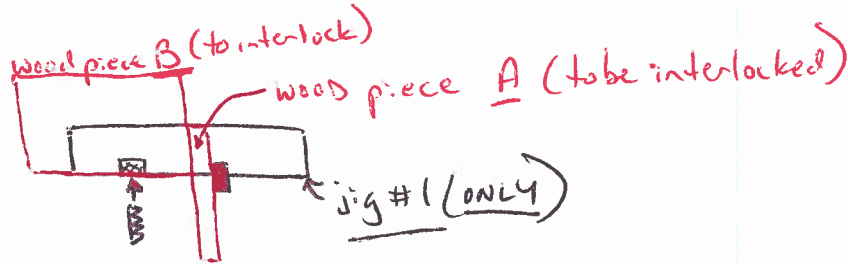 wood piece B (to interlock)
wood piece A (to be interlocked)
jig #1 (ONLY)